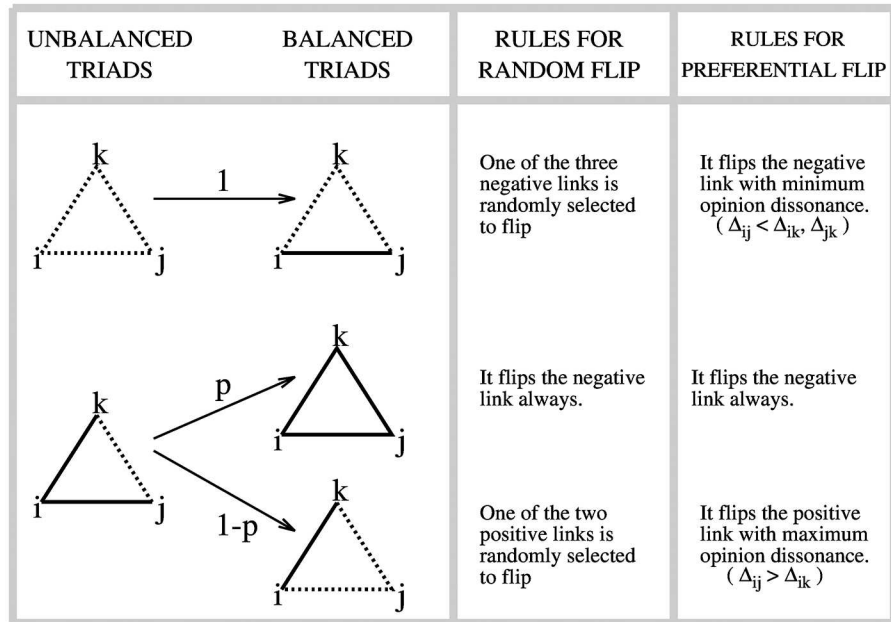 UNBALANCED
TRIADS
BALANCED
TRIADS
RULES FOR
RANDOM FLIP
RULES FOR
PREFERENTIAL FLIP
k
i
j
1
k
i
j
One of the three
negative links is
randomly selected
to flip
It flips the negative
link with minimum
opinion dissonance.
( Δij < Δik, Δjk )
k
i
j
p
k
i
j
It flips the negative
link always.
It flips the negative
link always.
1-p
k
i
j
One of the two
positive links is
randomly selected
to flip
It flips the positive
link with maximum
opinion dissonance.
( Δij > Δik )